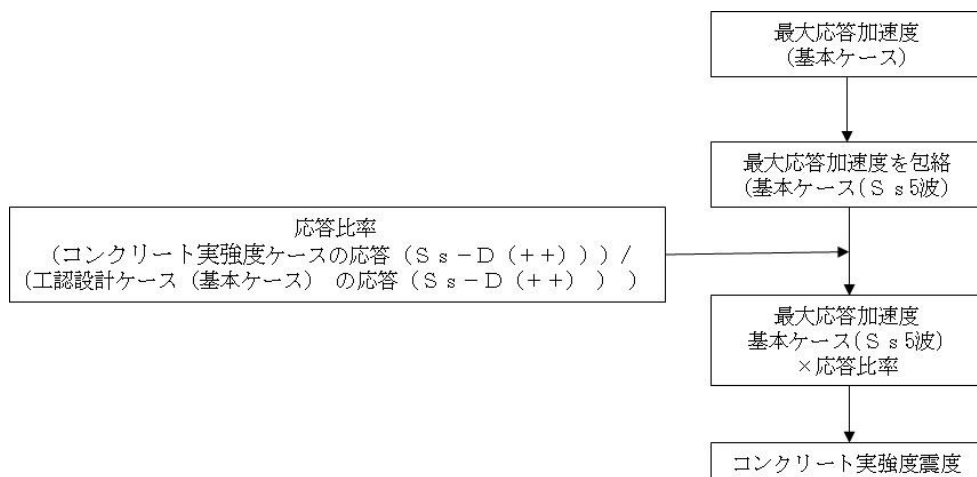 最大応答加速度
(基本ケース)
最大応答加速度を包絡
(基本ケース(Ｓｓ5波)
応答比率
(コンクリート実強度ケースの応答(Ｓｓ－Ｄ(++)))/
(工認設計ケース(基本ケース) の応答(Ｓｓ－Ｄ(++) ) )
最大応答加速度
基本ケース(Ｓｓ5波)
×応答比率
コンクリート実強度震度